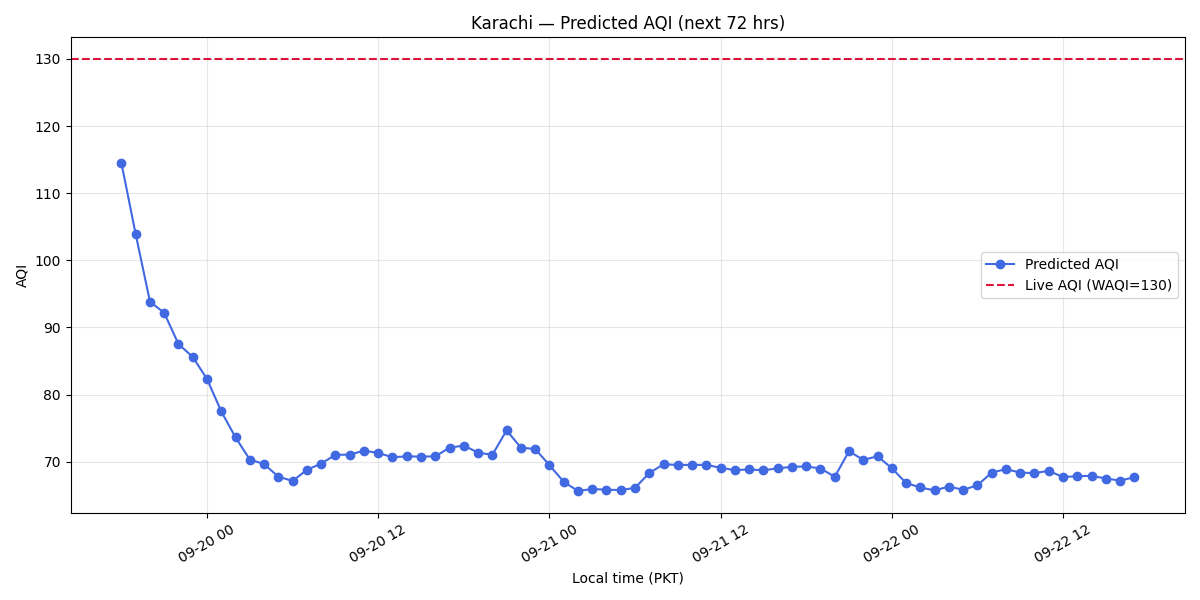 Karachi — Predicted AQI (next 72 hrs)
130
120
110
100
90
80
70
AQI
Predicted AQI
Live AQI (WAQI=130)
09-20 00
09-20 12
09-21 00
09-21 12
09-22 00
09-22 12
Local time (PKT)